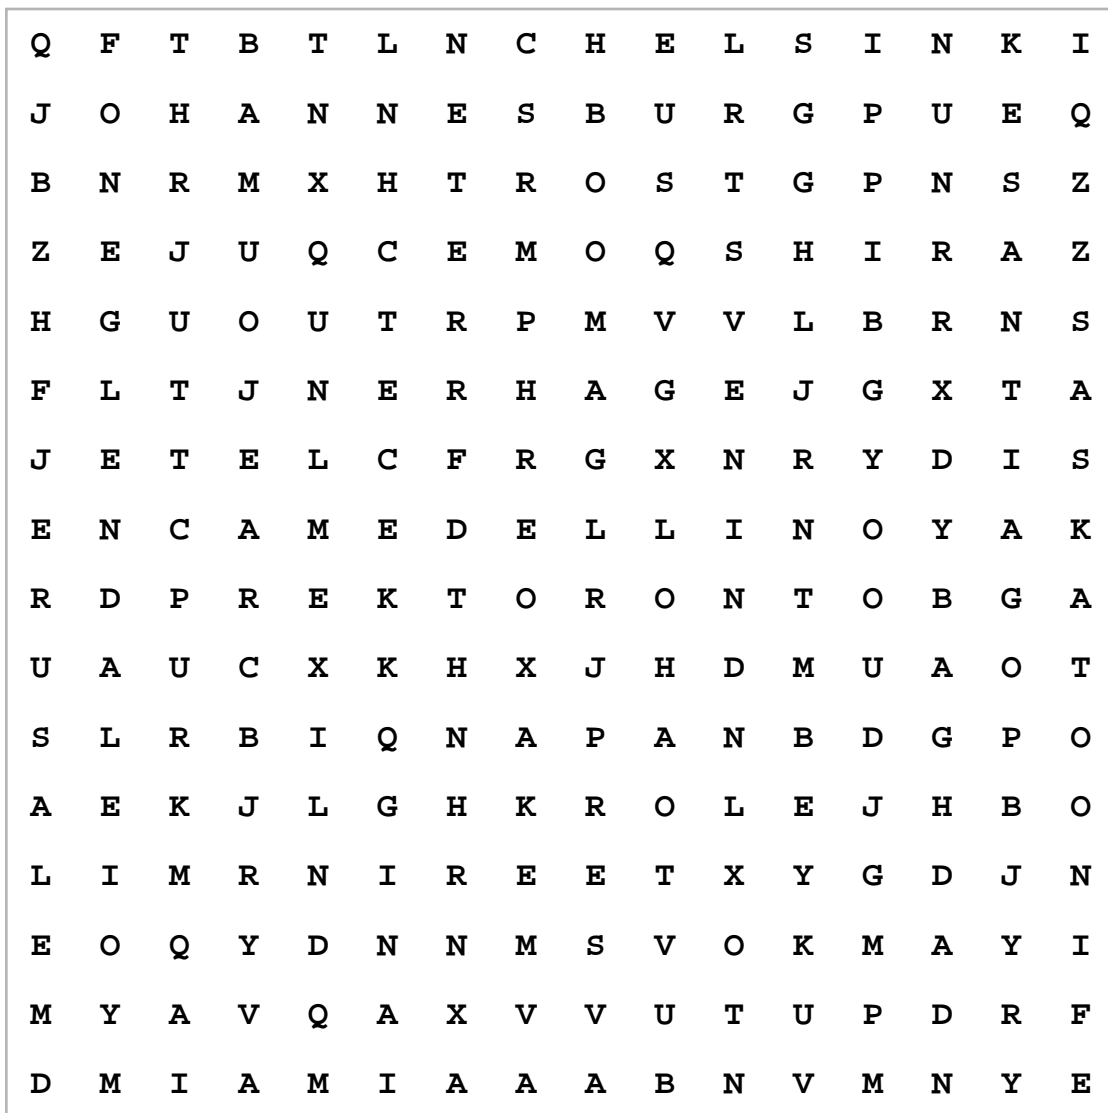 Q F T B T L N C H E L S I N K I
J O H A N N E S B U R G P U E Q
B N R M X H T R O S T G P N S Z
Z E J U Q C E M O Q S H I R A Z
H G U O U T R P M V V L B R N S
F L T J N E R H A G E J G X T A
J E T E L C F R G X N R Y D I S
E N C A M E D E L L I N O Y A K
R D P R E K T O R O N T O B G A
U A U C X K H X J H D M U A O T
S L R B I Q N A P A N B D G P O
A E K J L G H K R O L E J H B O
L I M R N I R E E T X Y G D J N
E O Q Y D N N M S V O K M A Y I
M Y A V Q A X V V U T U P D R F
D M I A M I A A A B N V M N Y E